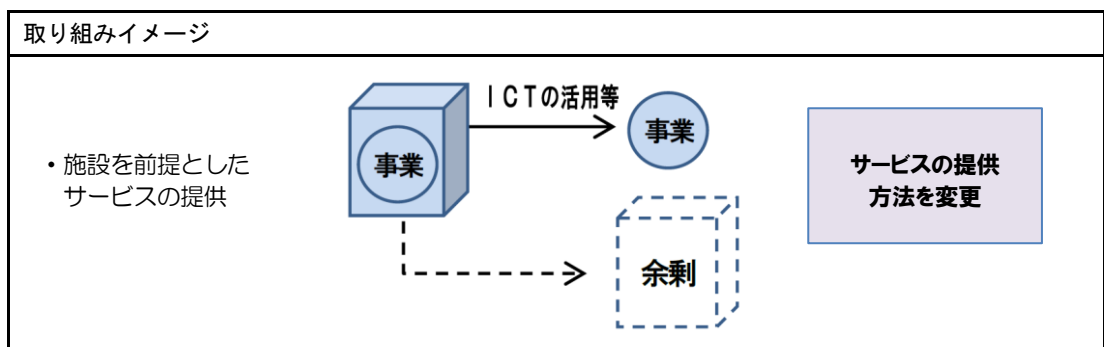 取り組みイメージ
・施設を前提とした
サービスの提供
事業
ＩＣＴの活用等
事業
余剰
サービスの提供
方法を変更